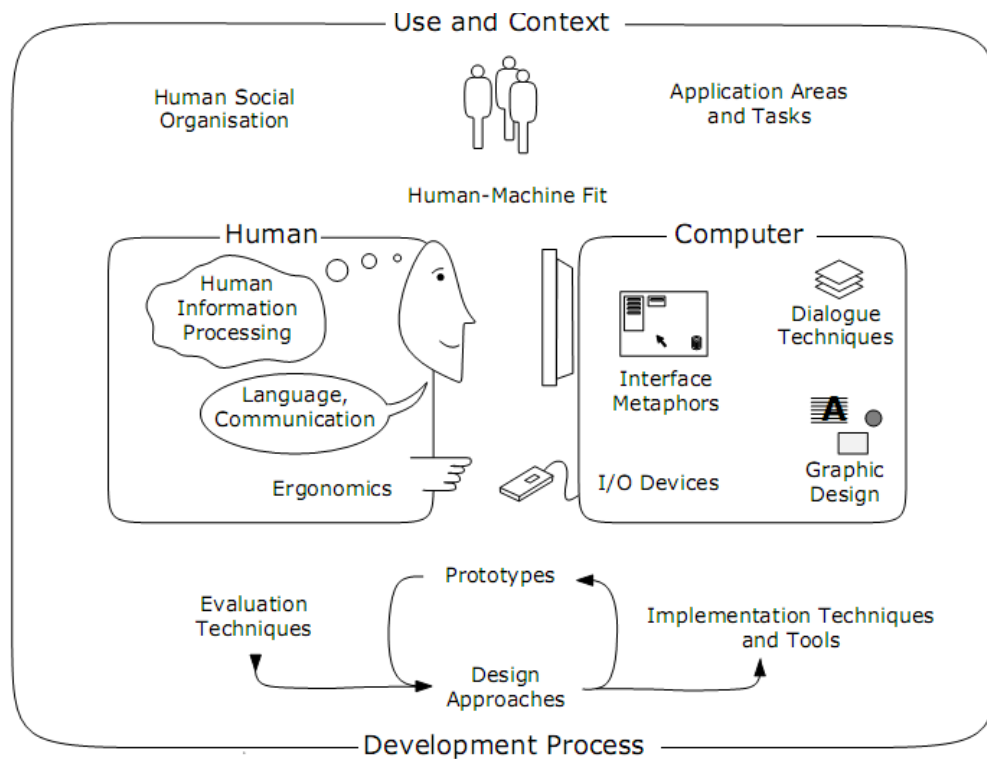 Use and Context
Human Social
Organisation
Application Areas
and Tasks
Human-Machine Fit
Human
Computer
Human
Information
Processing
Language,
Communication
Ergonomics
Interface
Metaphors
Dialogue
Techniques
A
Graphic
Design
I/O Devices
Prototypes
Evaluation
Techniques
Implementation Techniques
and Tools
Design
Approaches
Development Process